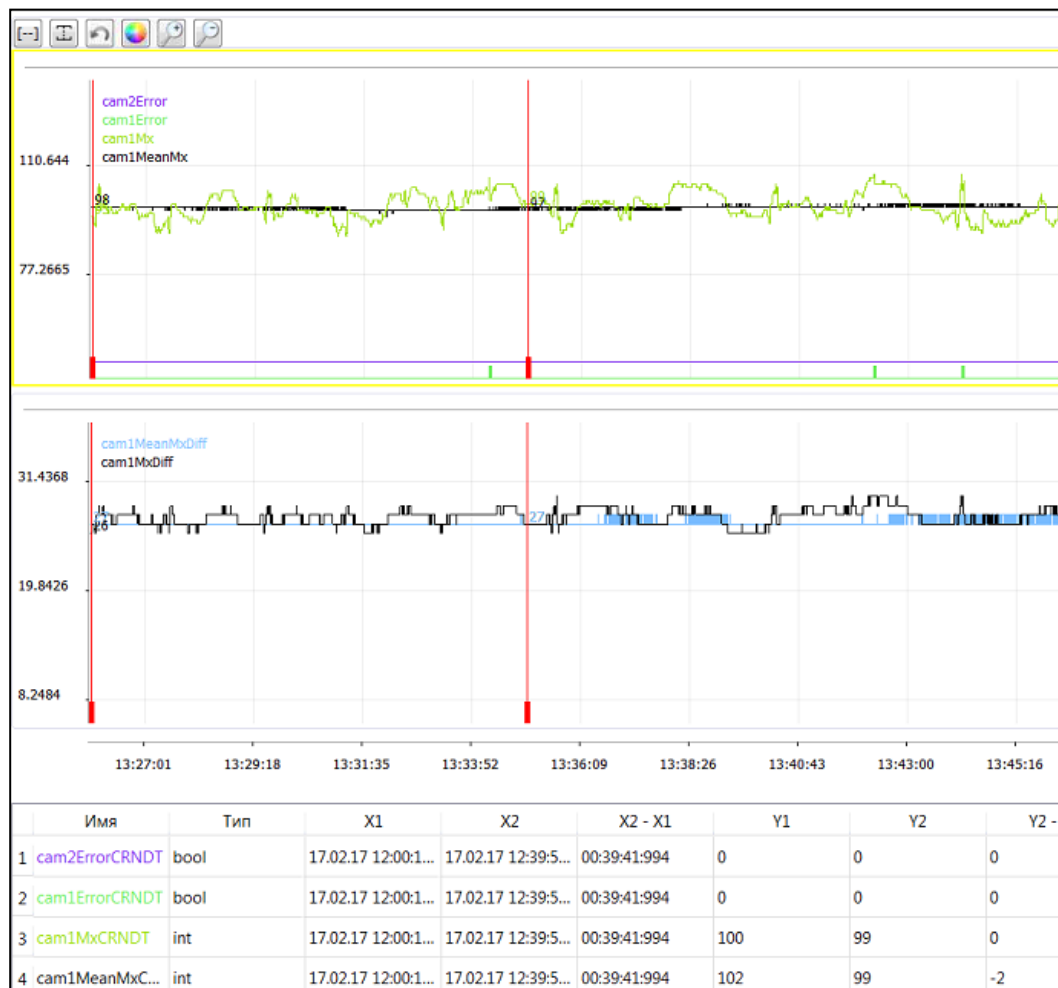 [--]
cam2Error
cam1Error
cam1Mx
cam1MeanMx
110.644
98
99
97
77.2665
cam1MeanMxDiff
cam1MxDiff
31.4368
26
27
19.8426
8.2484
13:27:01 13:29:18 13:31:35 13:33:52 13:36:09 13:38:26 13:40:43 13:43:00 13:45:16
Имя Тип X1 X2 X2 - X1 Y1 Y2 Y2 -
1 cam2ErrorCRNDT bool 17.02.17 12:00:1... 17.02.17 12:39:5... 00:39:41:994 0 0 0
2 cam1ErrorCRNDT bool 17.02.17 12:00:1... 17.02.17 12:39:5... 00:39:41:994 0 0 0
3 cam1MxCRNDT int 17.02.17 12:00:1... 17.02.17 12:39:5... 00:39:41:994 100 99 0
4 cam1MeanMxC... int 17.02.17 12:00:1... 17.02.17 12:39:5... 00:39:41:994 102 99 -2